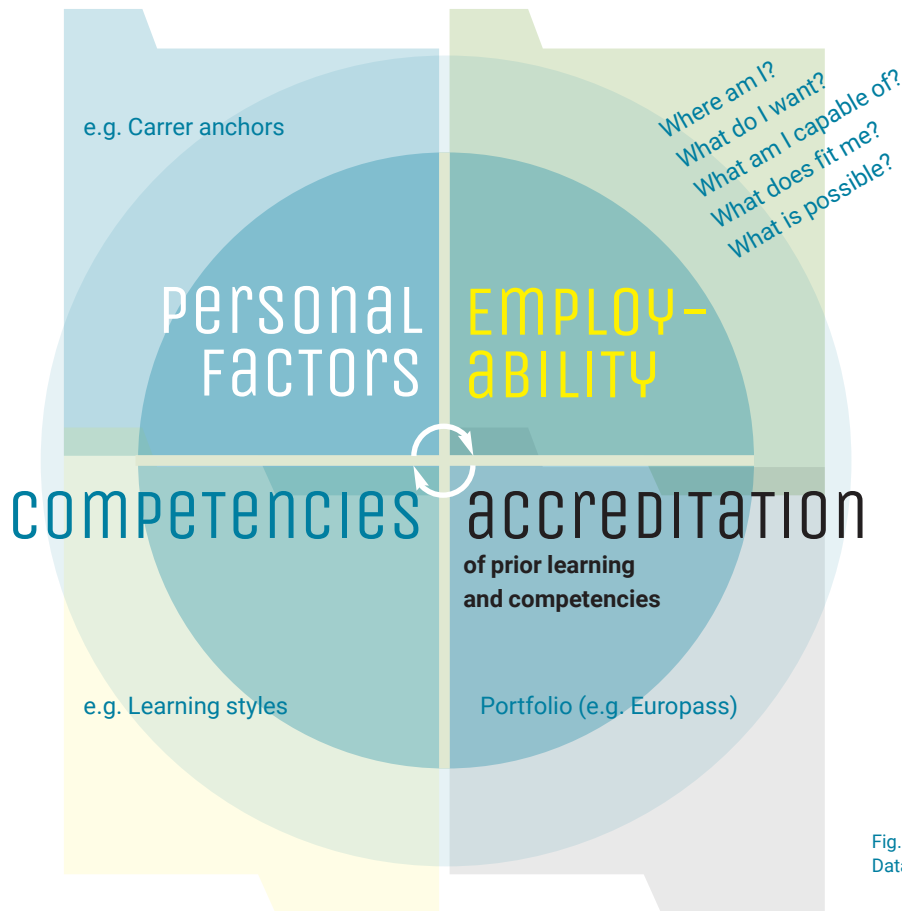 e.g. Carrer anchors
Where am I?
What do I want?
What am I capable of?
What does fit me?
What is possible?
Personal
Factors
Employ-
ability
competencies
accreditation
of prior learning
and competencies
e.g. Learning styles
Portfolio (e.g. Europass)
Fig.